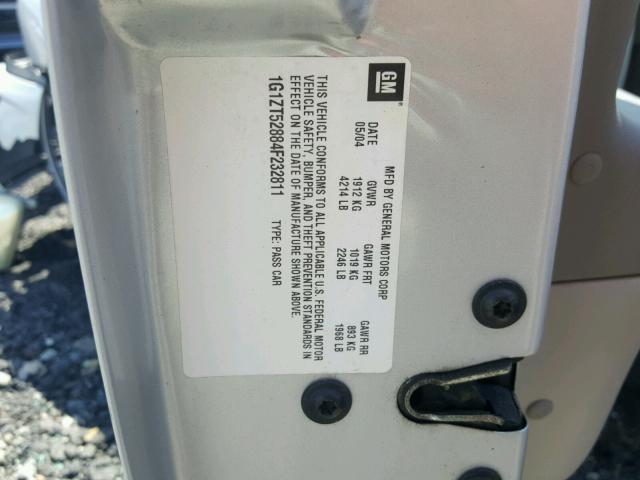 GM
MFD BY GENERAL MOTORS CORP
DATE GVWR GAWR FRT GAWR RR
05/04 1912 KG 1019 KG 893 KG
4214 LB 2246 LB 1968 LB
THIS VEHICLE CONFORMS TO ALL APPLICABLE U.S. FEDERAL MOTOR
VEHICLE SAFETY, BUMPER, AND THEFT PREVENTION STANDARDS IN
EFFECT ON THE DATE OF MANUFACTURE SHOWN ABOVE.
1G1ZT52884F232811 TYPE: PASS CAR